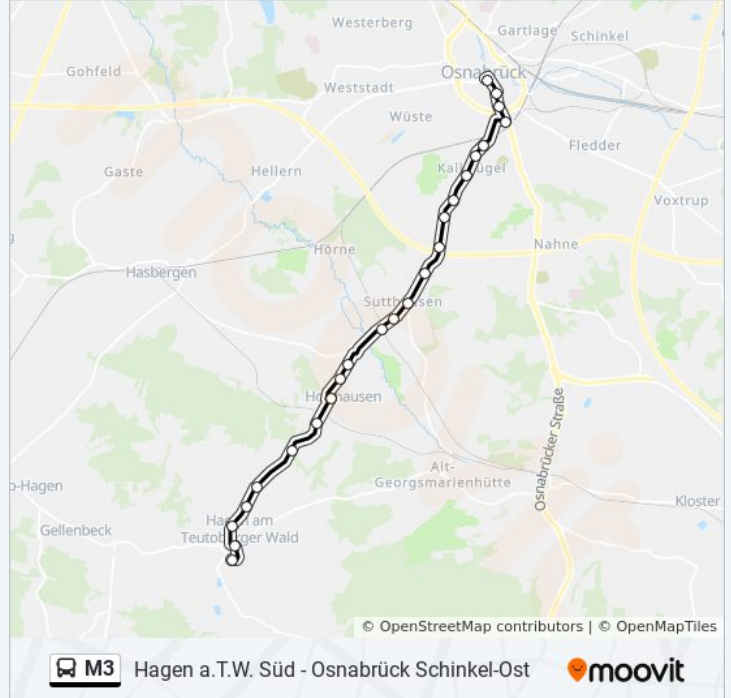 Westerberg
Gartlage
Schinkel
Gohfeld
Osnabrück
Weststadt
Wüste
Fledder
Gaste
Hellern
Kalkhügel
Voxtrup
Hörne
Nahne
Hasbergen
Sutthausen
Holzhausen
Osnabrücker Straße
Alt-
Georgsmarienhütte
o-Hagen
Kloster
Gellenbeck
Hagen am
Teutoburger Wald
© OpenStreetMap contributors | © OpenMapTiles
M3 Hagen a.T.W. Süd - Osnabrück Schinkel-Ost
moovit